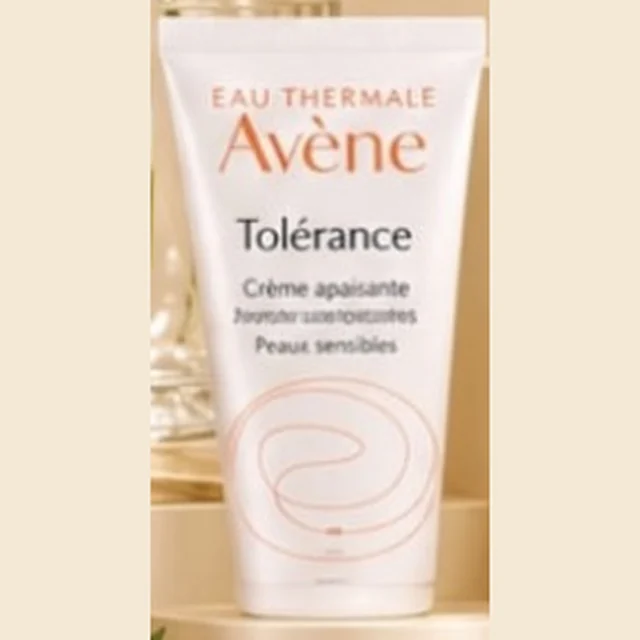 EAU THERMALE
Avène
Tolérance
Crème apaisante
Peaux sensibles